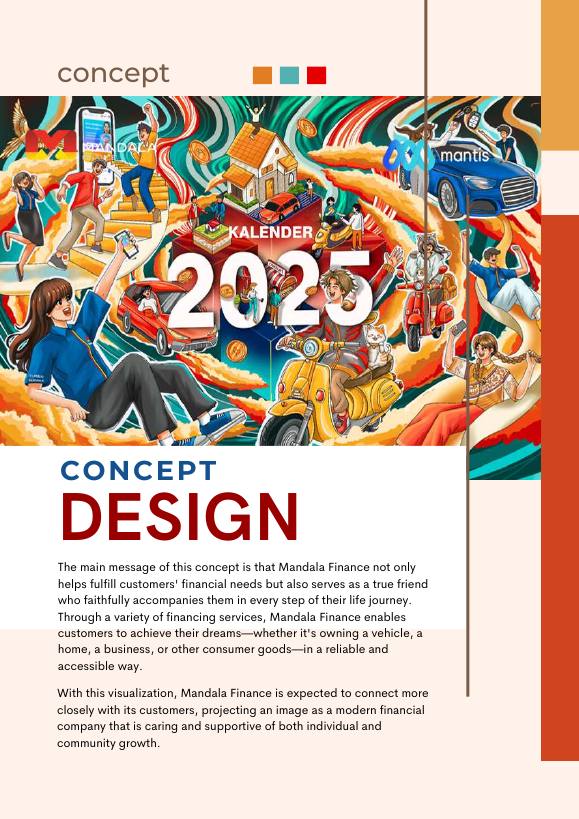 concept
MANDALA
mantis
KALENDER
2025
CONCEPT
DESIGN
The main message of this concept is that Mandala Finance not only
helps fulfill customers' financial needs but also serves as a true friend
who faithfully accompanies them in every step of their life journey.
Through a variety of financing services, Mandala Finance enables
customers to achieve their dreams—whether it's owning a vehicle, a
home, a business, or other consumer goods—in a reliable and
accessible way.
With this visualization, Mandala Finance is expected to connect more
closely with its customers, projecting an image as a modern financial
company that is caring and supportive of both individual and
community growth.